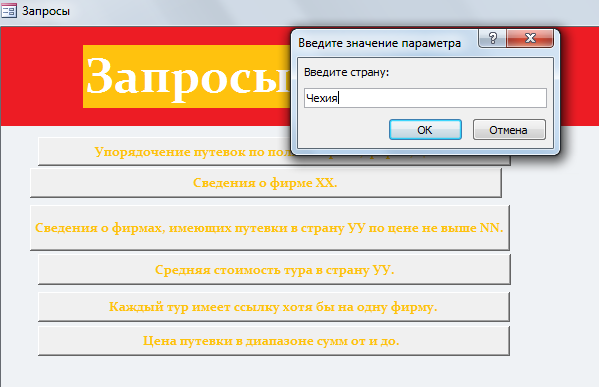 Запросы
Запросы
Введите значение параметра
Введите страну:
Чехия
OK
Отмена
Упорядочение путевок по
Сведения о фирме XX.
Сведения о фирмах, имеющих путевки в страну YY по цене не выше NN.
Средняя стоимость тура в страну YY.
Каждый тур имеет ссылку хотя бы на одну фирму.
Цена путевки в диапазоне сумм от и до.